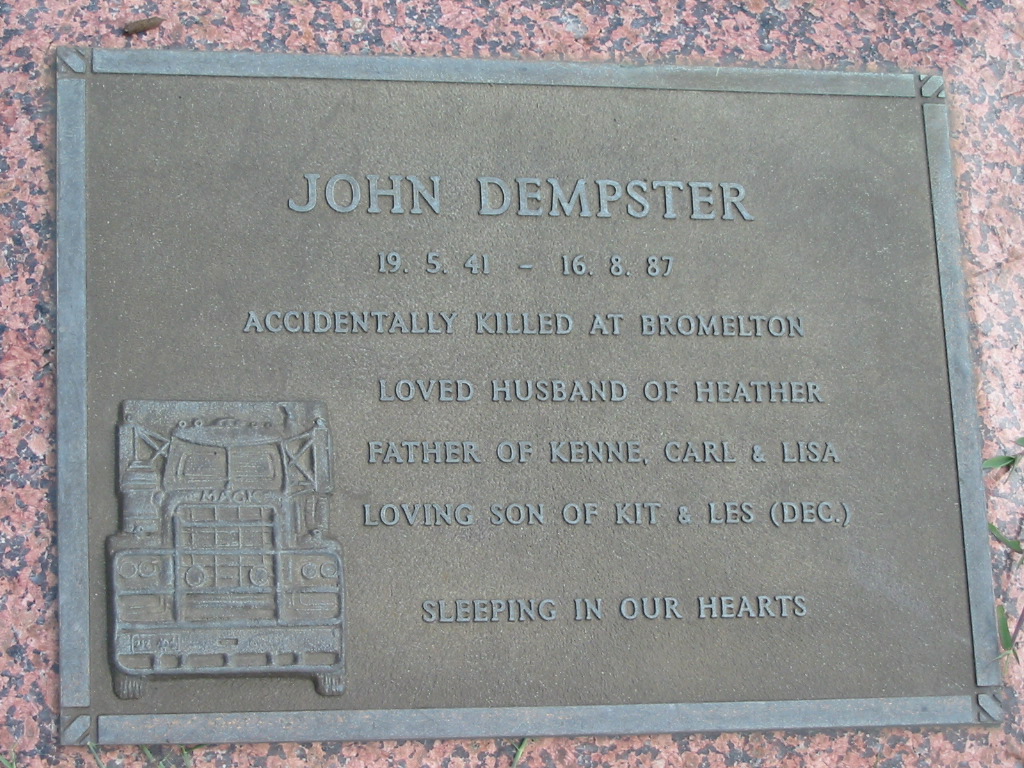 JOHN DEMPSTER
19. 5. 41 - 16. 8. 87
ACCIDENTALLY KILLED AT BROMELTON
LOVED HUSBAND OF HEATHER
FATHER OF KENNE, CARL & LISA
LOVING SON OF KIT & LES (DEC.)
SLEEPING IN OUR HEARTS
MACK